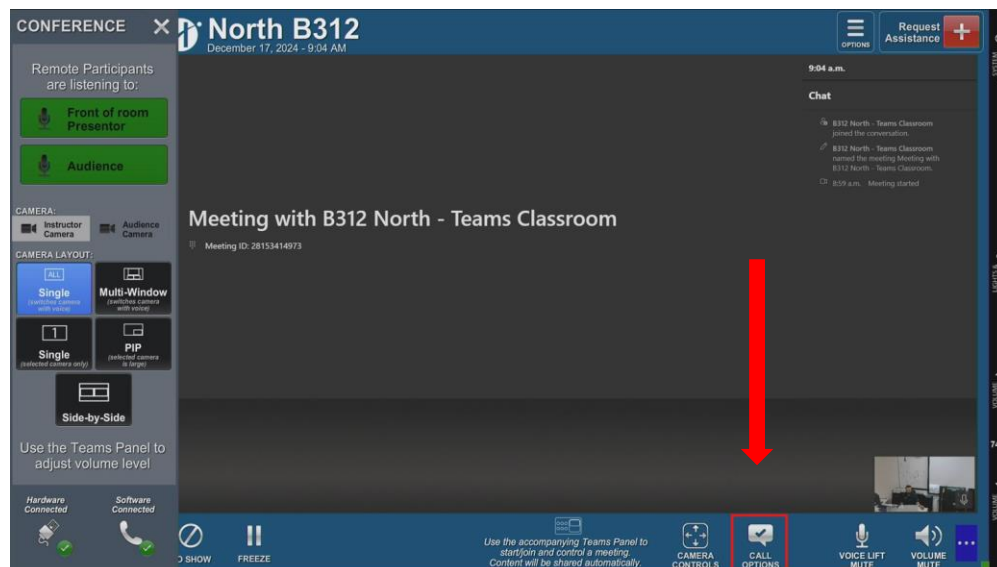 CONFERENCE
Remote Participants
are listening to:
Front of room
Presentor
Audience
CAMERA:
Instructor
Camera
Audience
Camera
CAMERA LAYOUT:
ALL
Single
(switches camera
with voice)
Multi-Window
(switches camera
with voice)
1
Single
(selected camera only)
PIP
(selected camera
is large)
Side-by-Side
Use the Teams Panel to
adjust volume level
Hardware
Connected
Software
Connected
North B312
December 17, 2024 - 9:04 AM
OPTIONS
Request
Assistance
9:04 a.m.
Chat
B312 North - Teams Classroom
joined the conversation.
B312 North - Teams Classroom
named the meeting Meeting with
B312 North - Teams Classroom.
8:59 a.m. Meeting started
Meeting with B312 North - Teams Classroom
Meeting ID: 28153414973
SHOW
FREEZE
Use the accompanying Teams Panel to
start/join and control a meeting.
Content will be shared automatically.
CAMERA
CONTROLS
CALL
OPTIONS
VOICE LIFT
MUTE
VOLUME
MUTE
SYSTEM
LIGHTS
VOLUME
VOLUME